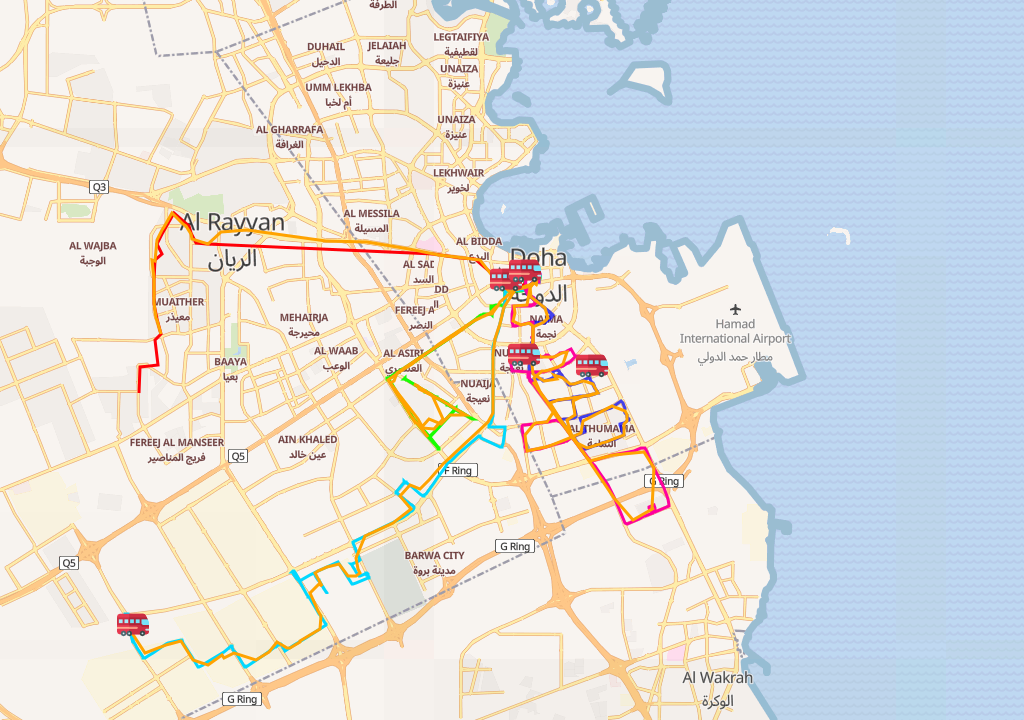 الطرفة
DUHAIL
الدحيل
JELAIAH
جليعة
LEGTAIFIYA
لقطيفية
UNAIZA
عنيزة
UMM LEKHBA
أم لخبا
UNAIZA
عنيزة
AL GHARRAFA
الغرافة
LEKHWAIR
لخوير
Q3
AL MESSILA
المسيلة
Al Rayyan
الريان
AL WAJBA
الوجبة
AL BIDDA
البدع
Doha
الدوحة
AL SAD
السد
DD
FEREEJ A
النصر
MUAITHER
معيذر
MEHAIRJA
محيرجة
NAJMA
نجمة
Hamad
International Airport
مطار حمد الدولي
AL WAAB
الوعب
AL ASIRI
العسيري
NU
BAAYA
بعيا
NUAIJA
نعيجة
AL THUMAMA
الثمامة
FEREEJ AL MANSEER
فريج المناصير
AIN KHALED
عين خالد
Q5
F Ring
G Ring
G Ring
BARWA CITY
مدينة بروة
Q5
G Ring
Al Wakrah
الوكرة